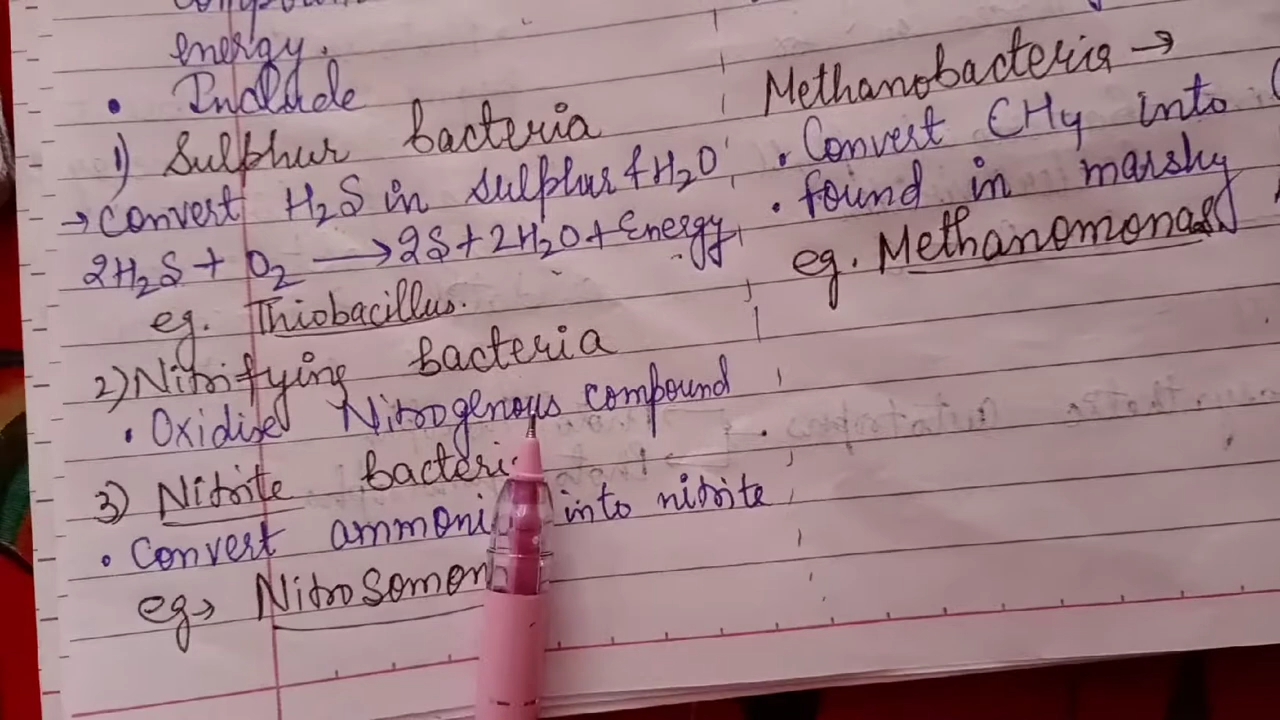 energy.
• Include
1) Sulphur bacteria
→ convert H2S in sulphur + H2O
2H2S + O2 → 2S + 2H2O + Energy
eg. Thiobacillus.
2) Nitrifying bacteria
• Oxidise Nitrogenous compound
3) Nitrite bacteri
• Convert ammoni into nitrite
eg → Nitrosomon
Methanobacteria →
• Convert CH4 into
• found in marshy
eg. Methanomonas